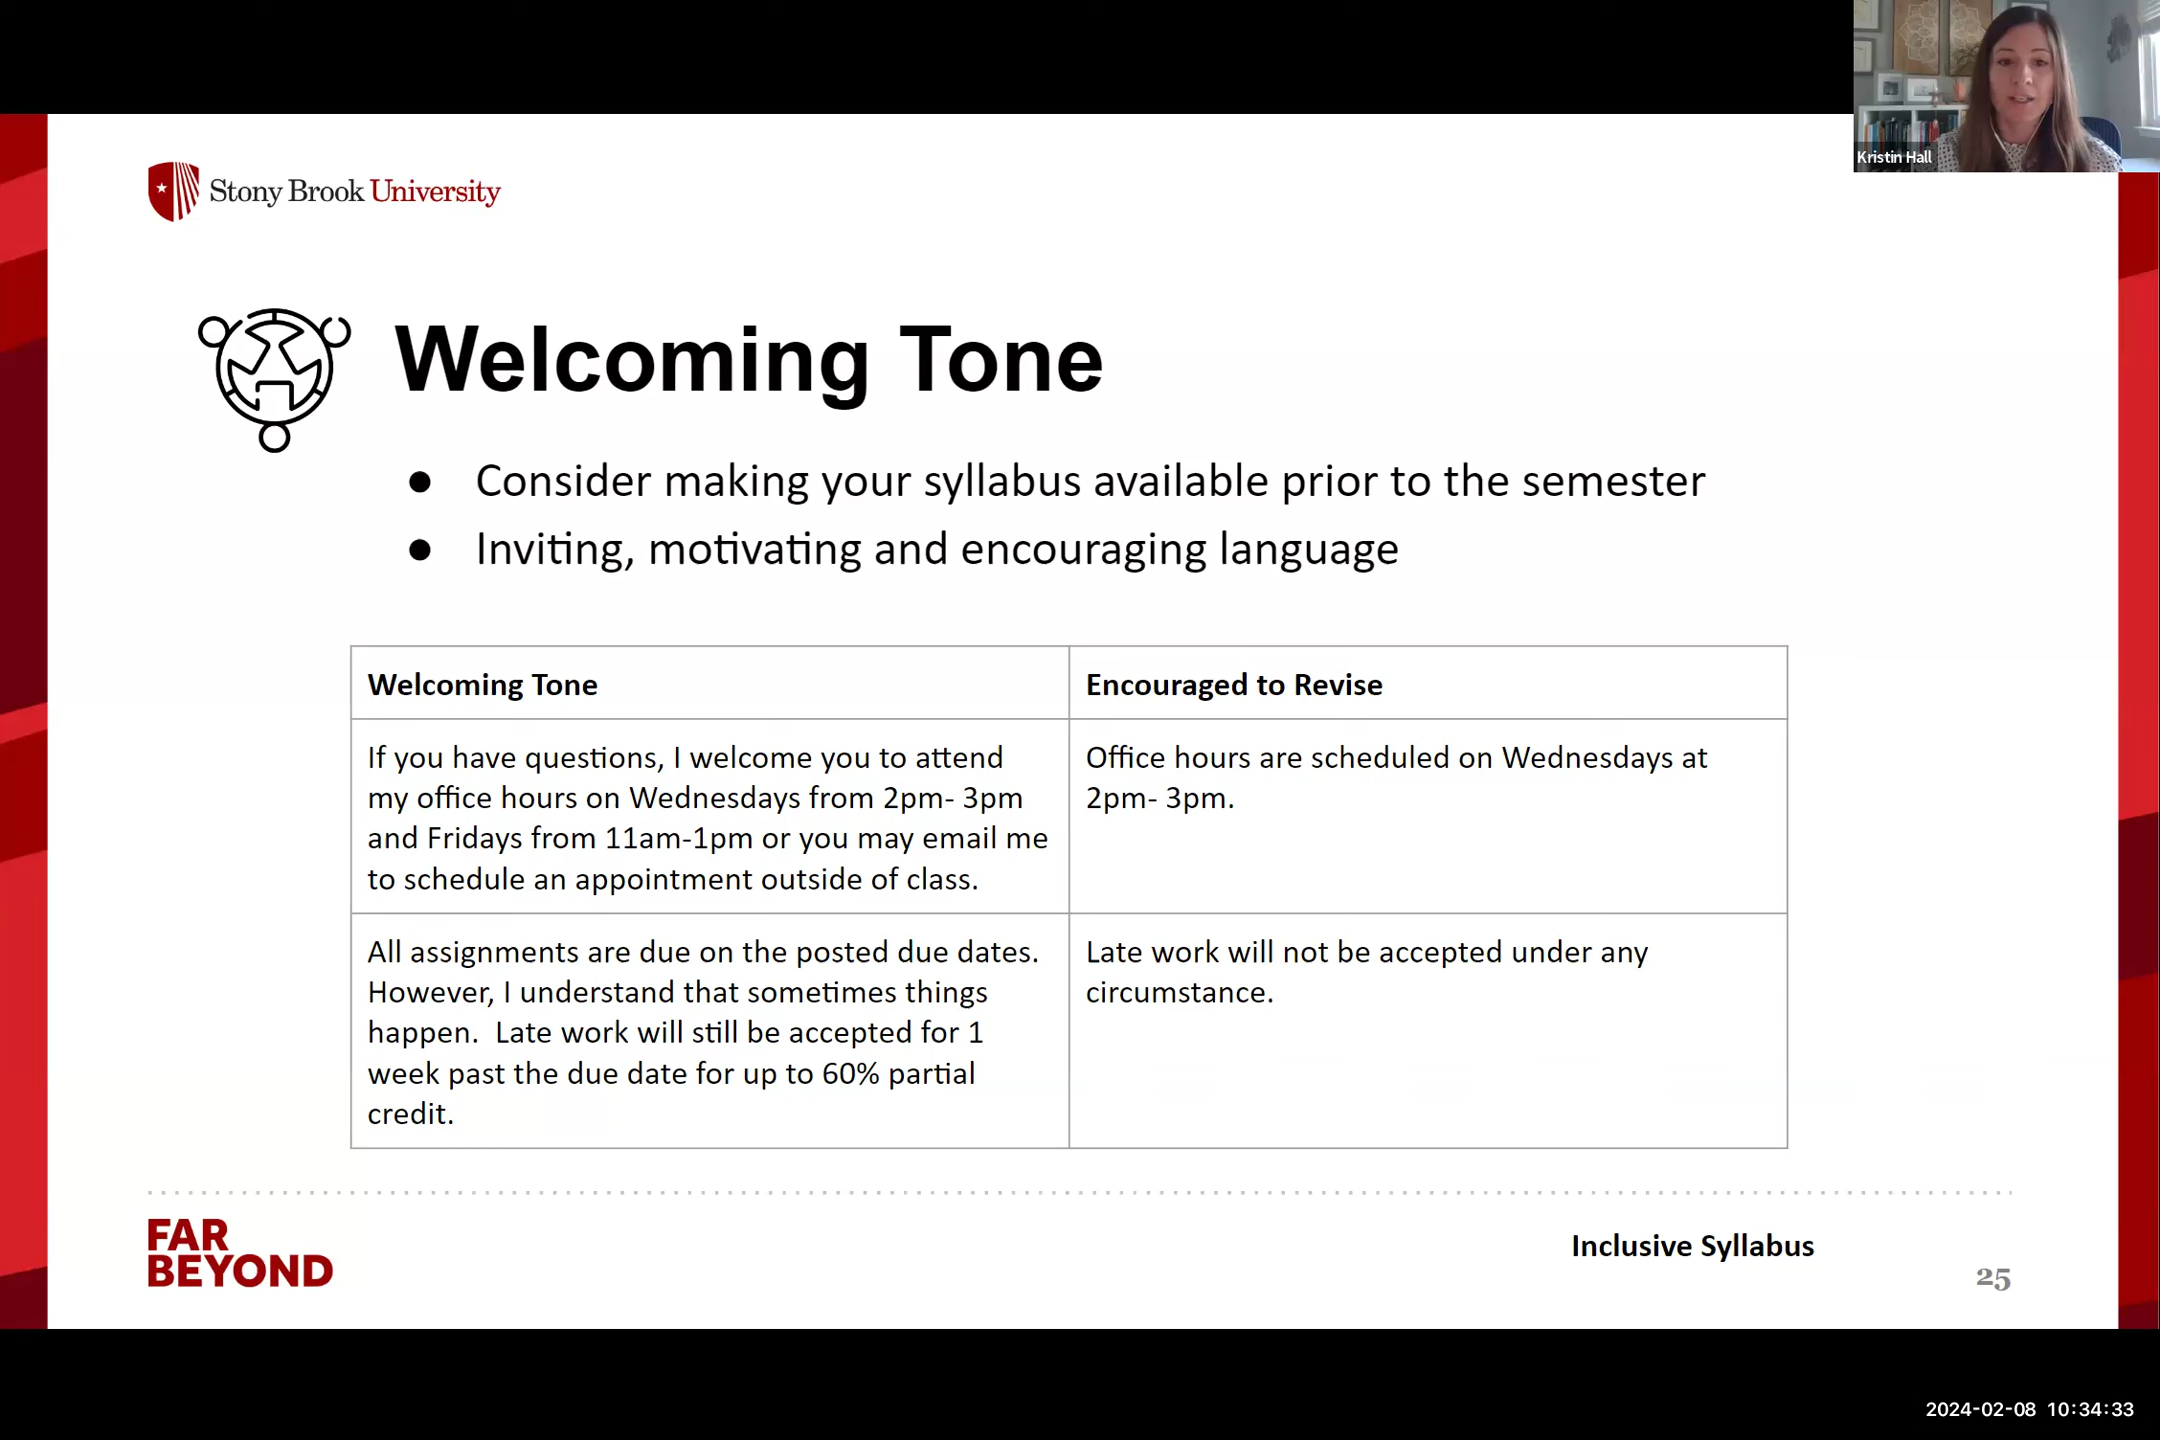 Kristin Hall
Stony Brook University
Welcoming Tone
● Consider making your syllabus available prior to the semester
● Inviting, motivating and encouraging language
Welcoming Tone
Encouraged to Revise
If you have questions, I welcome you to attend
my office hours on Wednesdays from 2pm- 3pm
and Fridays from 11am-1pm or you may email me
to schedule an appointment outside of class.
Office hours are scheduled on Wednesdays at
2pm- 3pm.
All assignments are due on the posted due dates.
However, I understand that sometimes things
happen.  Late work will still be accepted for 1
week past the due date for up to 60% partial
credit.
Late work will not be accepted under any
circumstance.
FAR
BEYOND
Inclusive Syllabus
25
2024-02-08 10:34:33